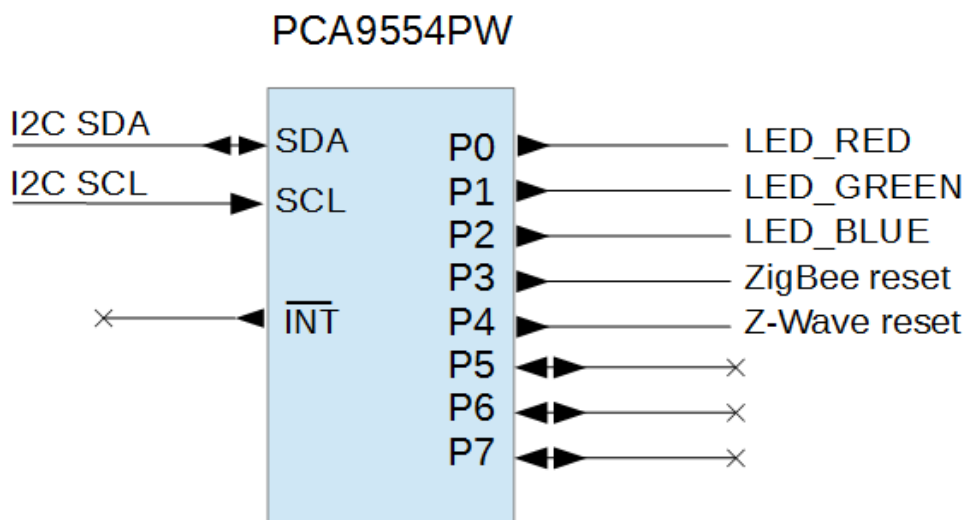 PCA9554PW
I2C SDA
I2C SCL
SDA
SCL
INT
P0
P1
P2
P3
P4
P5
P6
P7
LED_RED
LED_GREEN
LED_BLUE
ZigBee reset
Z-Wave reset